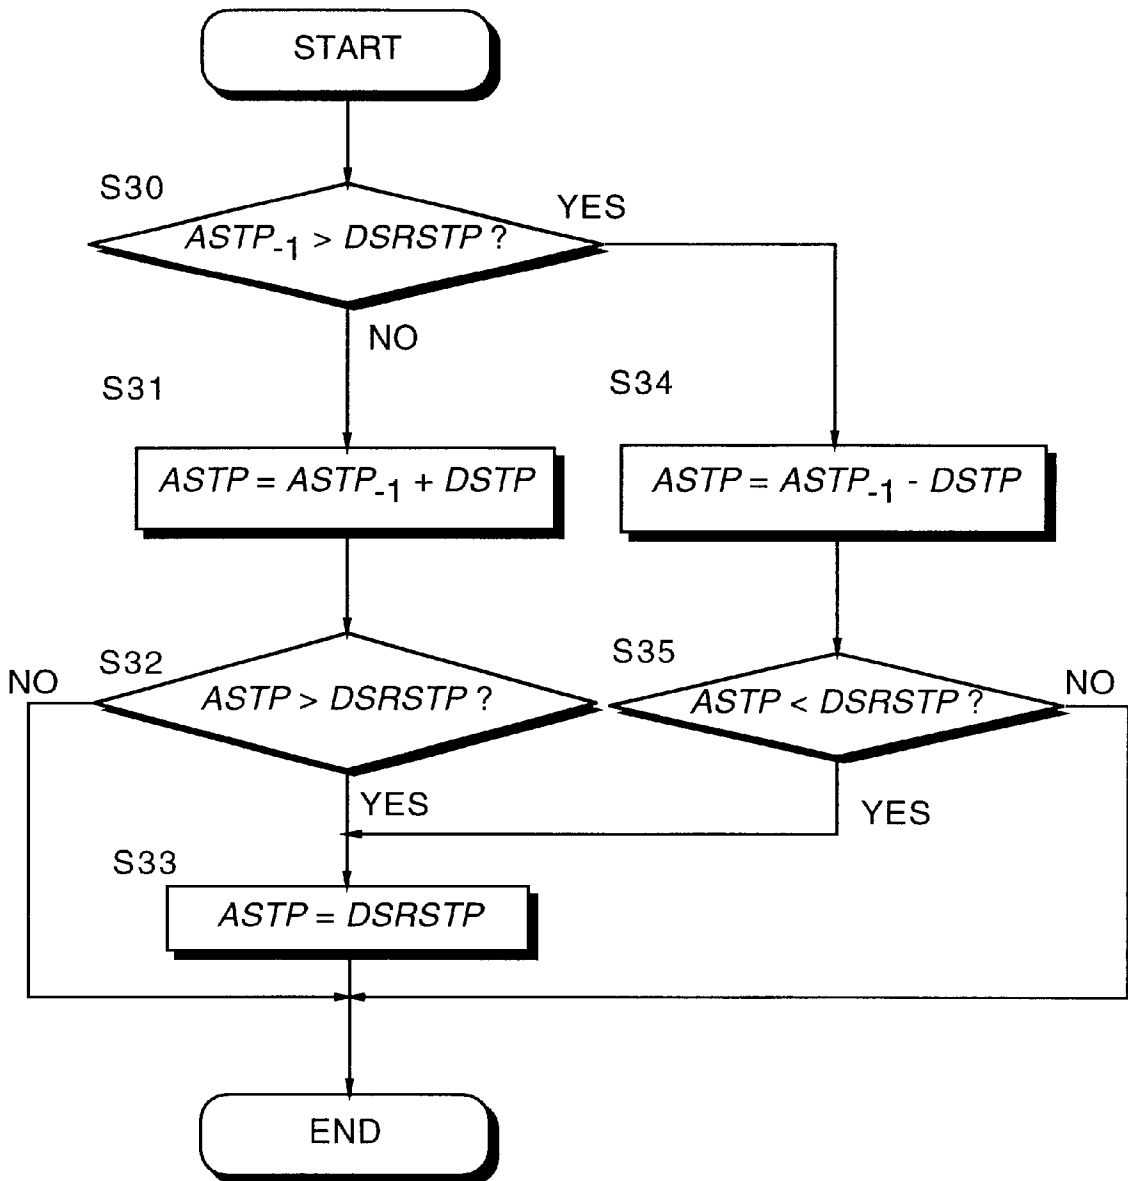 START
S30
ASTP-1 > DSRSTP ?
YES
NO
S31
S34
ASTP = ASTP-1 + DSTP
ASTP = ASTP-1 - DSTP
S32
S35
NO
ASTP > DSRSTP ?
ASTP < DSRSTP ?
NO
YES
YES
S33
ASTP = DSRSTP
END